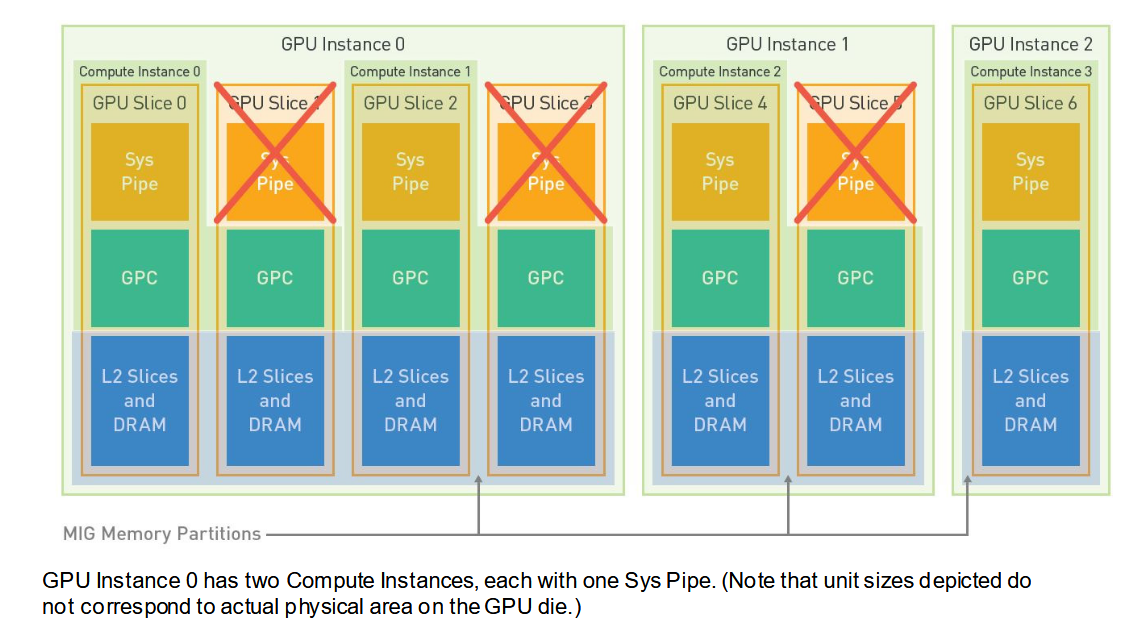 GPU Instance 0
GPU Instance 1
GPU Instance 2
Compute Instance 0
Compute Instance 1
Compute Instance 2
Compute Instance 3
GPU Slice 0
GPU Slice 1
GPU Slice 2
GPU Slice 3
GPU Slice 4
GPU Slice 5
GPU Slice 6
Sys
Pipe
Sys
Pipe
Sys
Pipe
Sys
Pipe
Sys
Pipe
Sys
Pipe
Sys
Pipe
GPC
GPC
GPC
GPC
GPC
GPC
GPC
L2 Slices
and
DRAM
L2 Slices
and
DRAM
L2 Slices
and
DRAM
L2 Slices
and
DRAM
L2 Slices
and
DRAM
L2 Slices
and
DRAM
L2 Slices
and
DRAM
MIG Memory Partitions
GPU Instance 0 has two Compute Instances, each with one Sys Pipe. (Note that unit sizes depicted do
not correspond to actual physical area on the GPU die.)